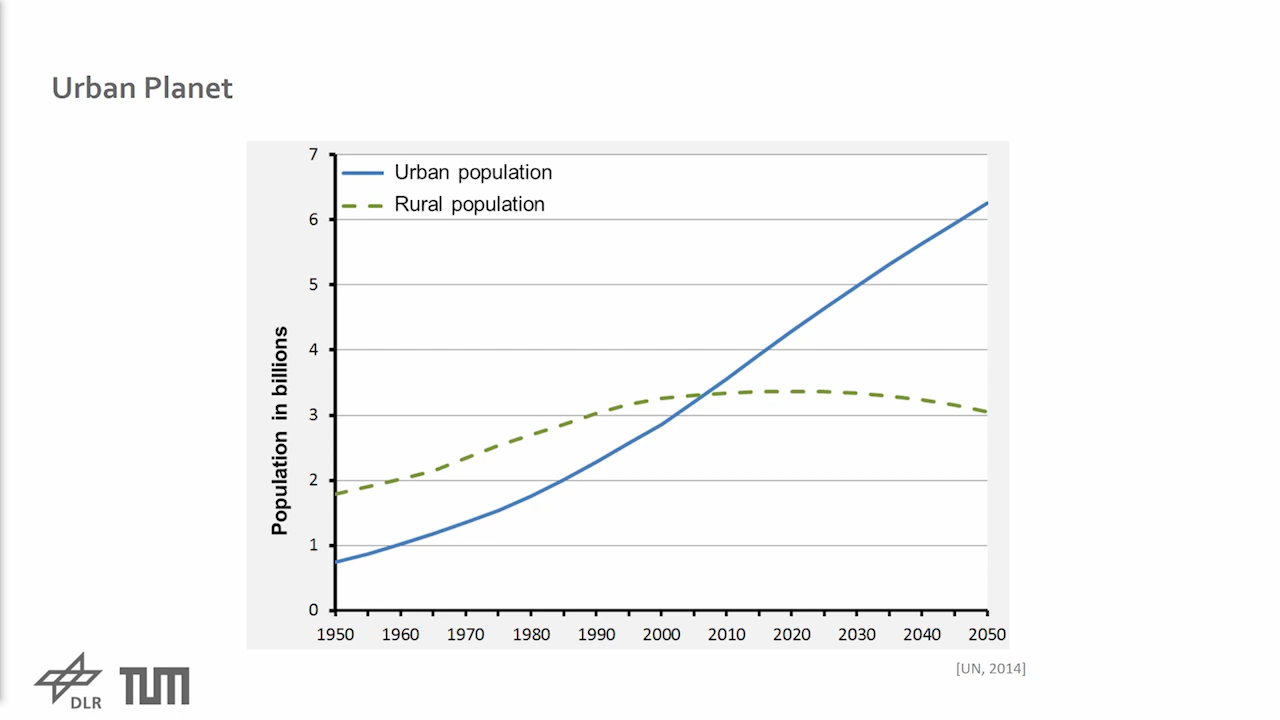 Urban Planet
Urban population
Rural population
Population in billions
7
6
5
4
3
2
1
0
1950 1960 1970 1980 1990 2000 2010 2020 2030 2040 2050
[UN, 2014]
DLR TUM